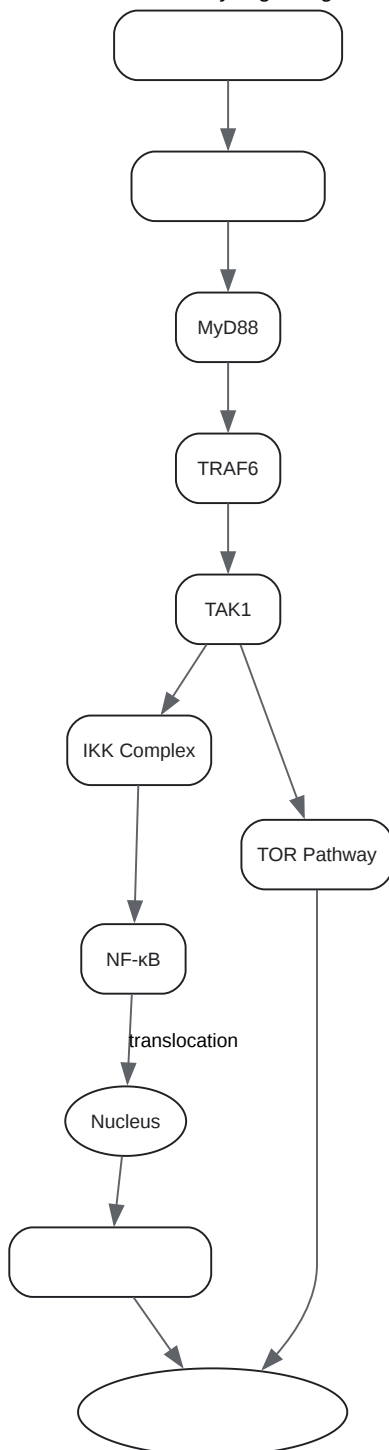 MyD88
TRAF6
TAK1
IKK Complex
TOR Pathway
NF-κB
translocation
Nucleus